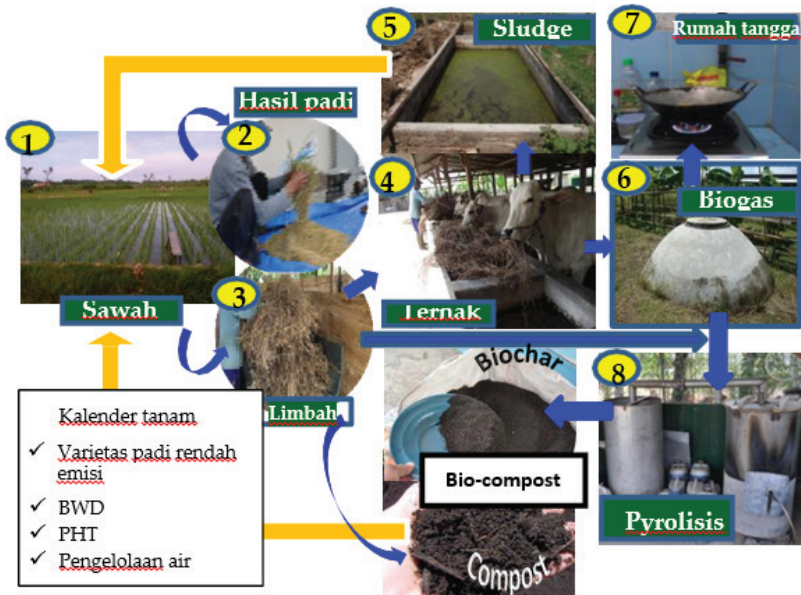 5
Sludge
7
Rumah tangga
Hasil padi
1
2
4
6
Biogas
3
Sawah
Ternak
Biochar
8
Limbah
Kalender tanam
✓ Varietas padi rendah
emisi
✓ BWD
✓ PHT
✓ Pengelolaan air
Bio-compost
Pyrolisis
Compost